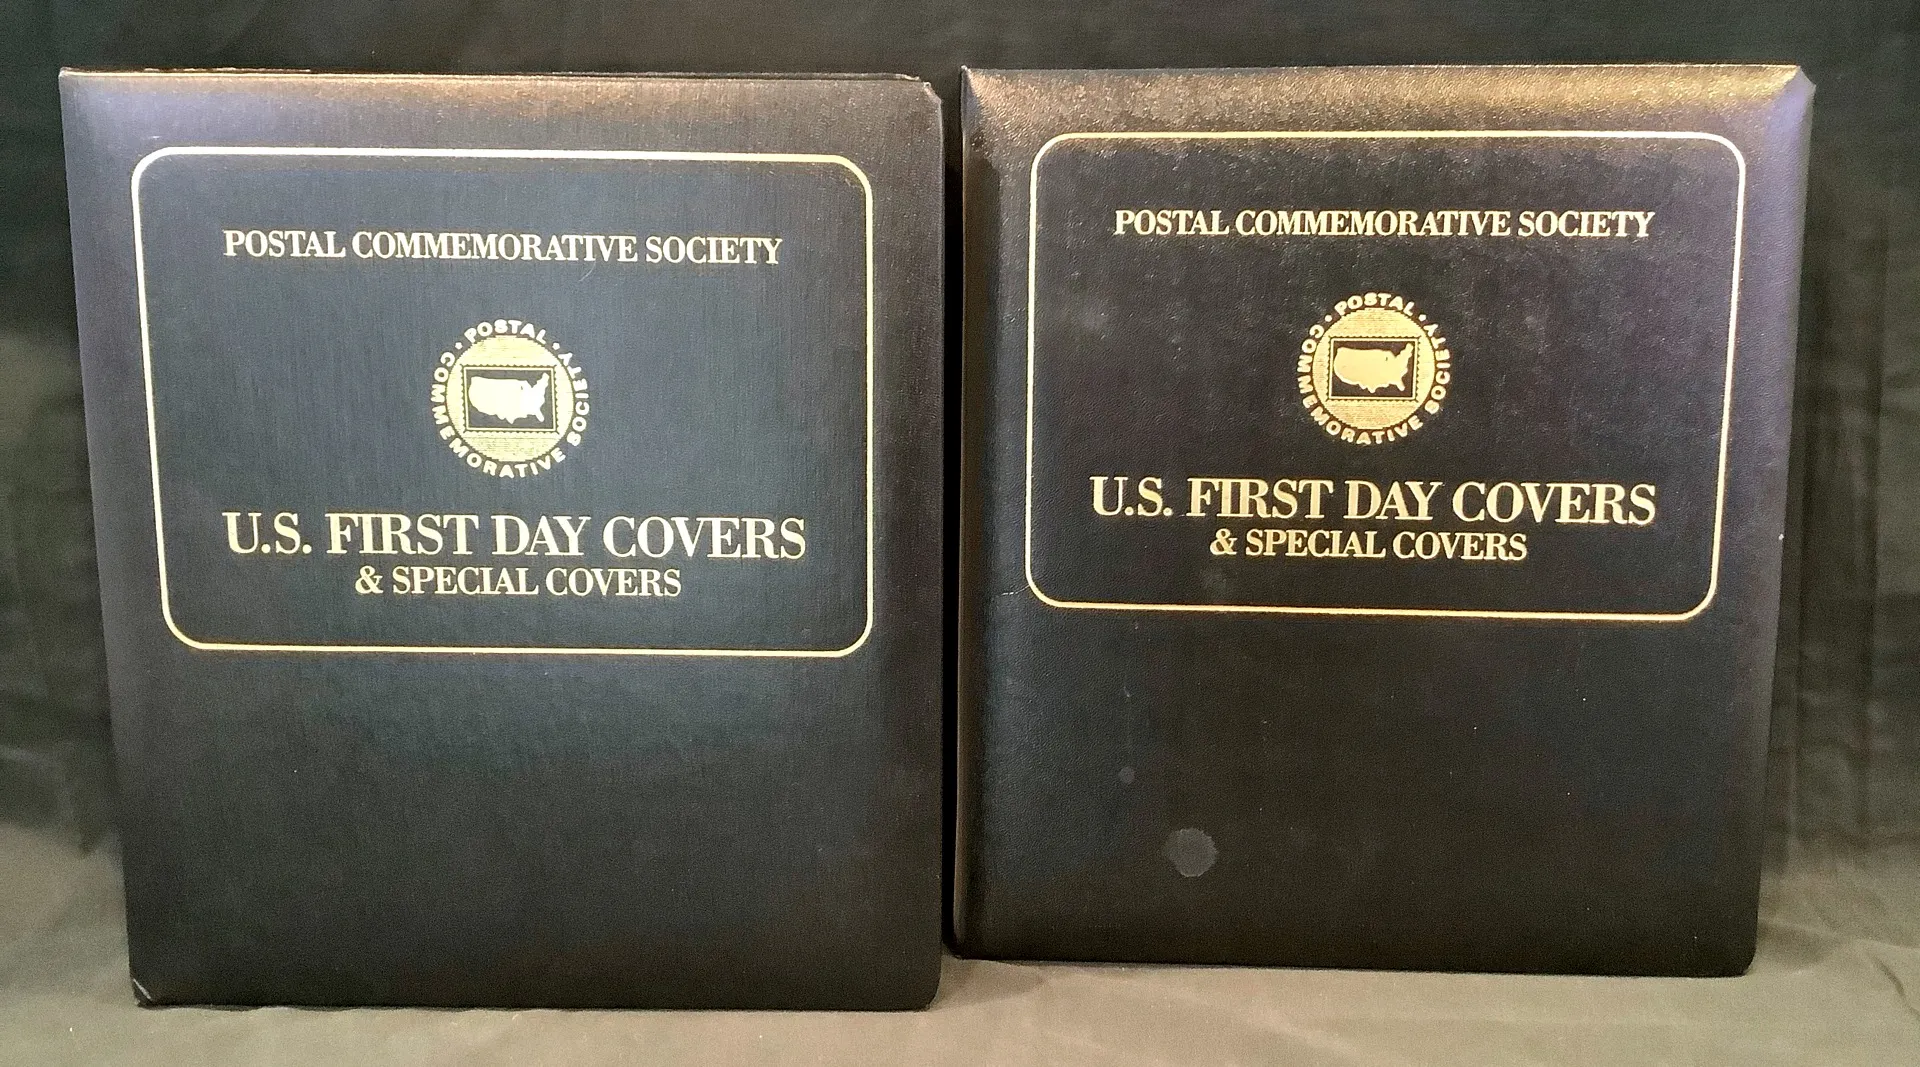 POSTAL COMMEMORATIVE SOCIETY
• POSTAL •
COMMEMORATIVE SOCIETY
U.S. FIRST DAY COVERS
& SPECIAL COVERS
POSTAL COMMEMORATIVE SOCIETY
• POSTAL •
COMMEMORATIVE SOCIETY
U.S. FIRST DAY COVERS
& SPECIAL COVERS